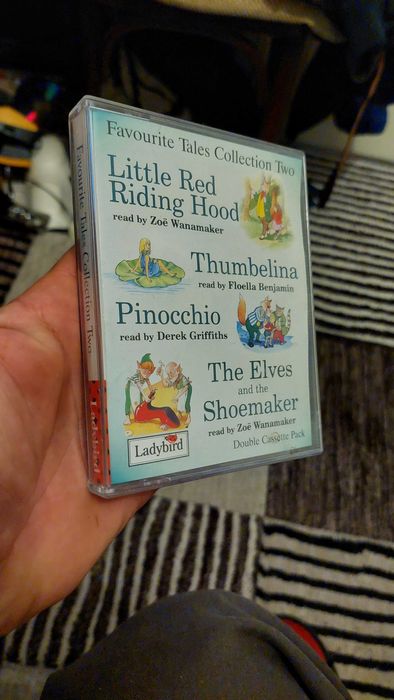 Favourite Tales Collection Two
Little Red
Riding Hood
read by Zoë Wanamaker
Thumbelina
read by Floella Benjamin
Pinocchio
read by Derek Griffiths
The Elves
and the
Shoemaker
read by Zoë Wanamaker
Double Cassette Pack
Ladybird
Favourite Tales Collection Two
Ladybird